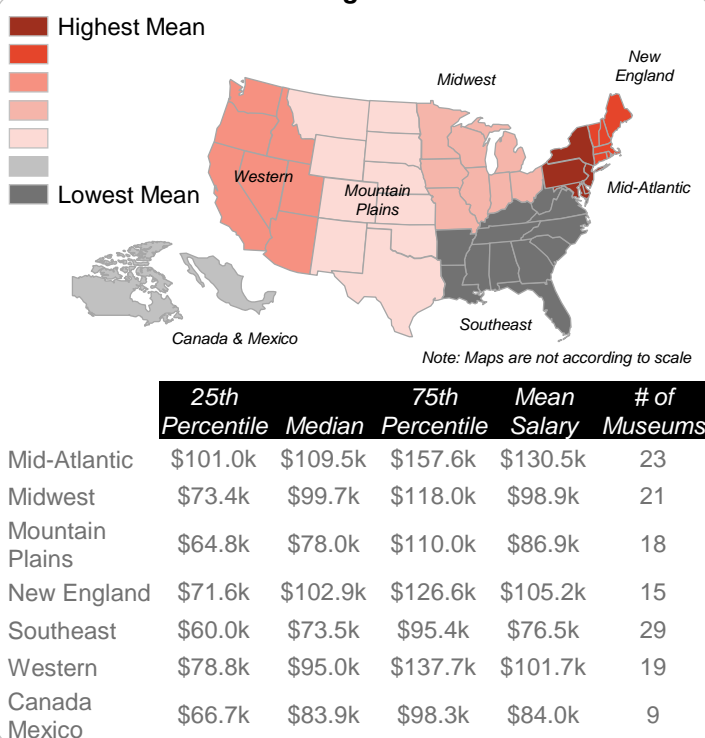 Highest Mean
New
England
Midwest
Western
Mountain
Plains
Lowest Mean
Mid-Atlantic
Southeast
Canada & Mexico
Note: Maps are not according to scale
25th 75th Mean # of
Percentile Median Percentile Salary Museums
Mid-Atlantic $101.0k $109.5k $157.6k $130.5k 23
Midwest $73.4k $99.7k $118.0k $98.9k 21
Mountain
Plains $64.8k $78.0k $110.0k $86.9k 18
New England $71.6k $102.9k $126.6k $105.2k 15
Southeast $60.0k $73.5k $95.4k $76.5k 29
Western $78.8k $95.0k $137.7k $101.7k 19
Canada
Mexico $66.7k $83.9k $98.3k $84.0k 9